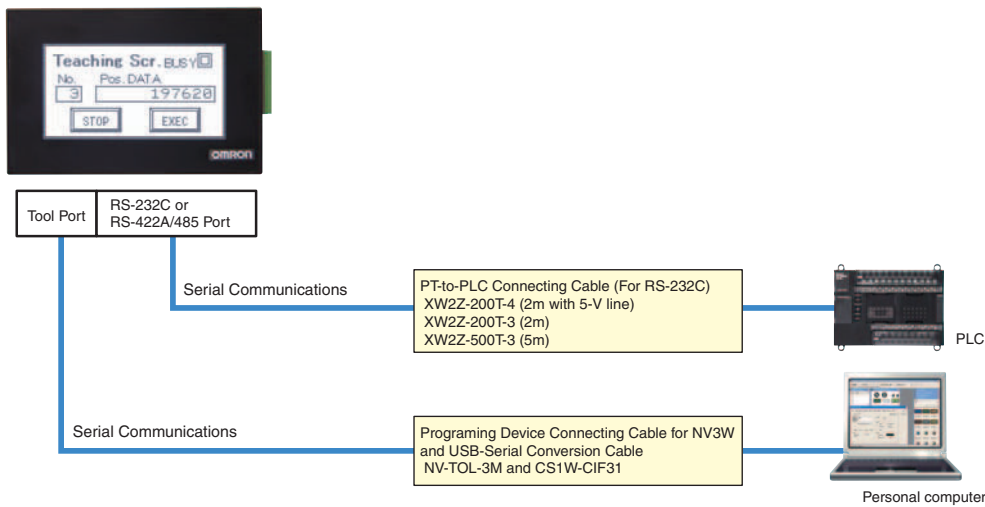 Teaching Scr. BUSY
No. Pos. DATA
3 197620
STOP EXEC
OMRON
Tool Port
RS-232C or
RS-422A/485 Port
Serial Communications
PT-to-PLC Connecting Cable (For RS-232C)
XW2Z-200T-4 (2m with 5-V line)
XW2Z-200T-3 (2m)
XW2Z-500T-3 (5m)
PLC
Serial Communications
Programing Device Connecting Cable for NV3W
and USB-Serial Conversion Cable
NV-TOL-3M and CS1W-CIF31
Personal computer